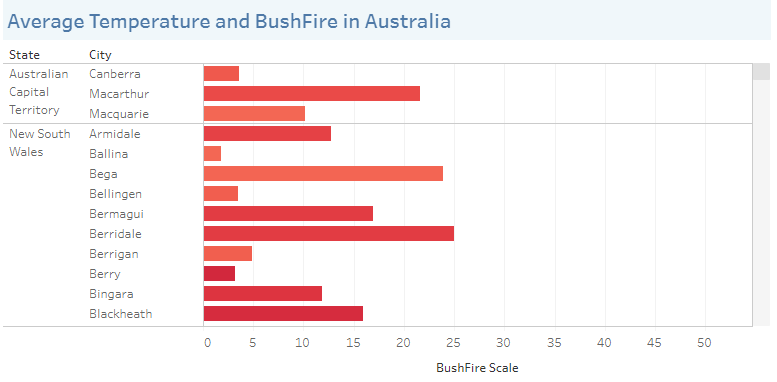 Average Temperature and BushFire in Australia
State City
Australian Canberra
Capital Macarthur
Territory Macquarie
New South Armidale
Wales Ballina
Bega
Bellingen
Bermagui
Berridale
Berrigan
Berry
Bingara
Blackheath
0 5 10 15 20 25 30 35 40 45 50
BushFire Scale